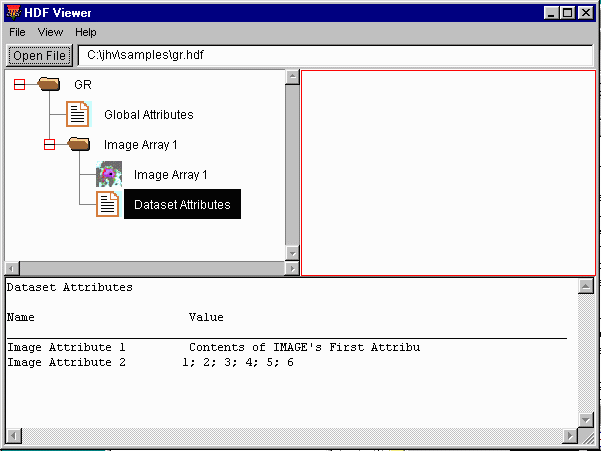 HDF Viewer
File View Help
Open File C:\jhv\samples\gr.hdf
GR
Global Attributes
Image Array 1
Image Array 1
Dataset Attributes
Dataset Attributes
Name Value
Image Attribute 1 Contents of IMAGE's First Attribu
Image Attribute 2 1; 2; 3; 4; 5; 6